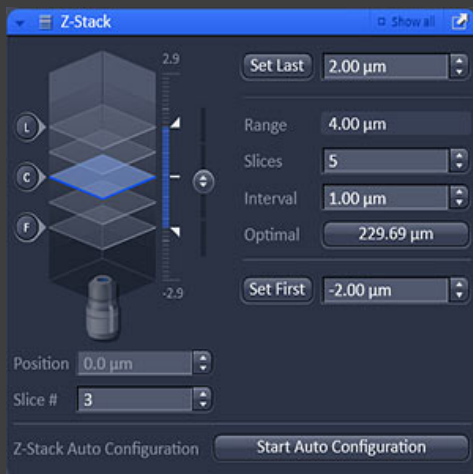 Z-Stack
Show all
2.9
L
C
F
-2.9
Set Last 2.00 µm
Range 4.00 µm
Slices 5
Interval 1.00 µm
Optimal 229.69 µm
Set First -2.00 µm
Position 0.0 µm
Slice # 3
Z-Stack Auto Configuration Start Auto Configuration